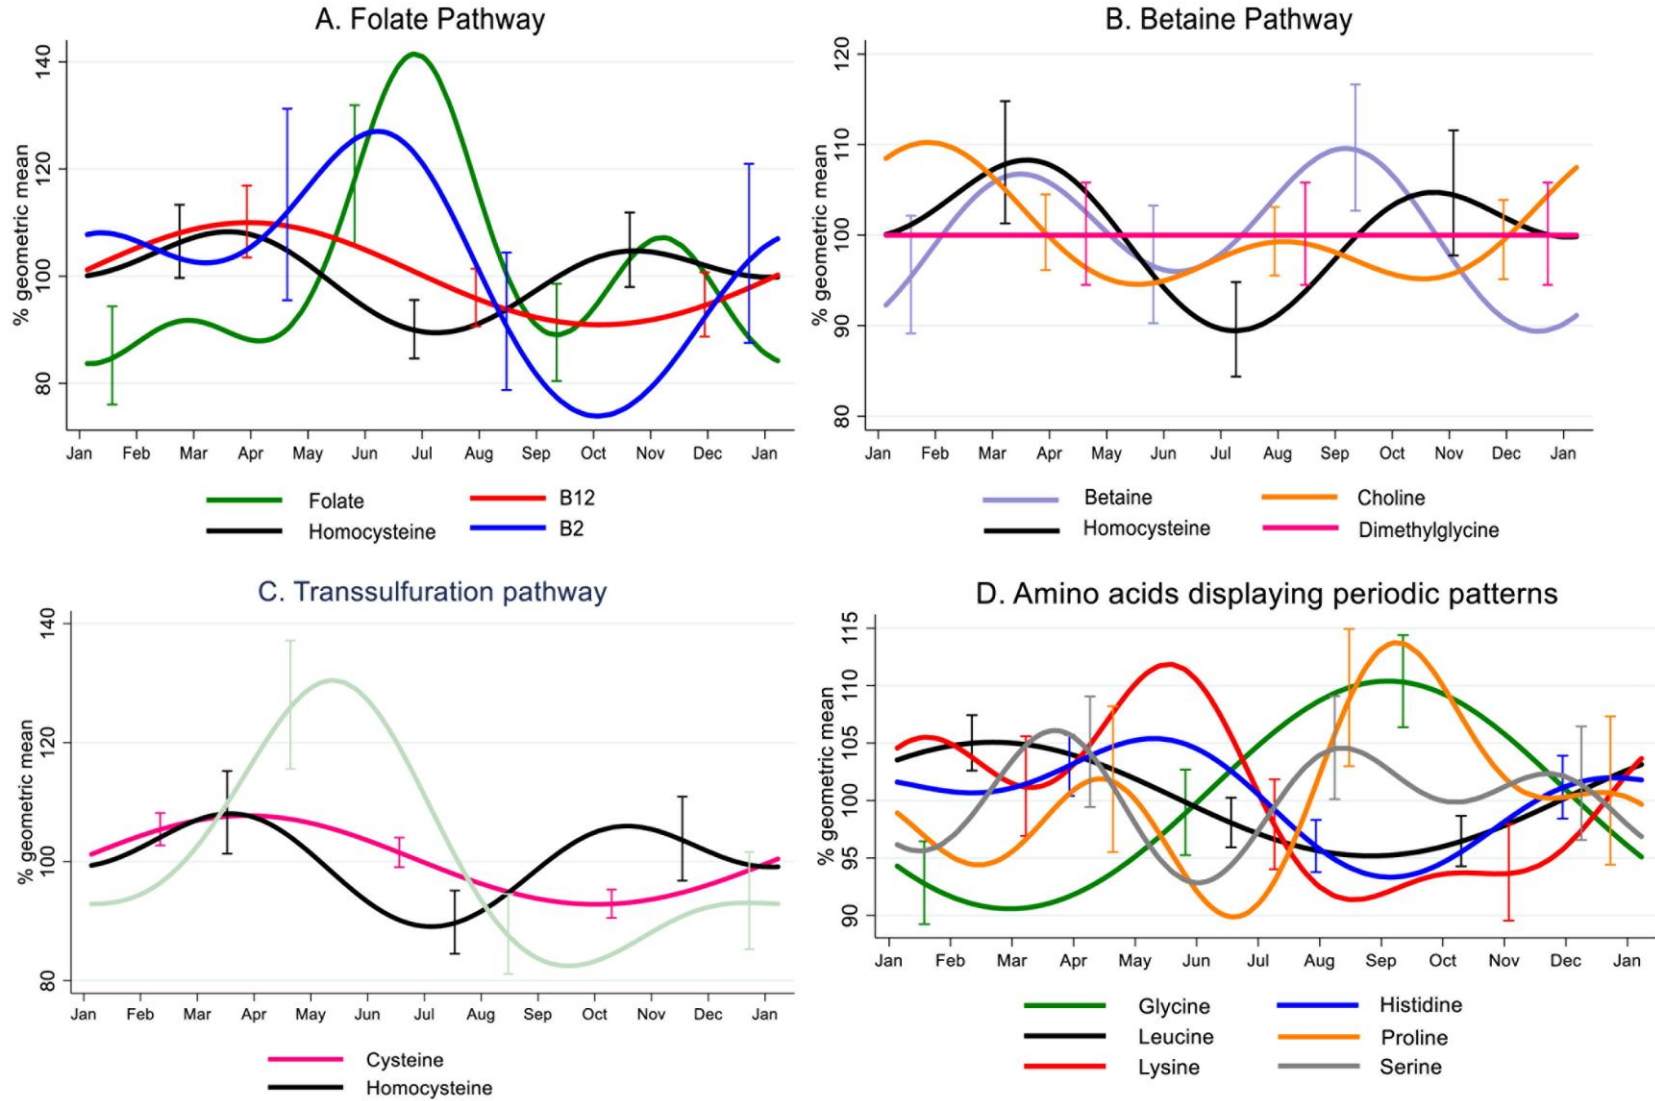 A. Folate Pathway
% geometric mean
140
120
100
80
Jan Feb Mar Apr May Jun Jul Aug Sep Oct Nov Dec Jan
Folate B12
Homocysteine B2
B. Betaine Pathway
% geometric mean
120
110
100
90
80
Jan Feb Mar Apr May Jun Jul Aug Sep Oct Nov Dec Jan
Betaine Choline
Homocysteine Dimethylglycine
C. Transsulfuration pathway
% geometric mean
140
120
100
80
Jan Feb Mar Apr May Jun Jul Aug Sep Oct Nov Dec Jan
Cysteine
Homocysteine
D. Amino acids displaying periodic patterns
% geometric mean
115
110
105
100
95
90
Jan Feb Mar Apr May Jun Jul Aug Sep Oct Nov Dec Jan
Glycine Histidine
Leucine Proline
Lysine Serine